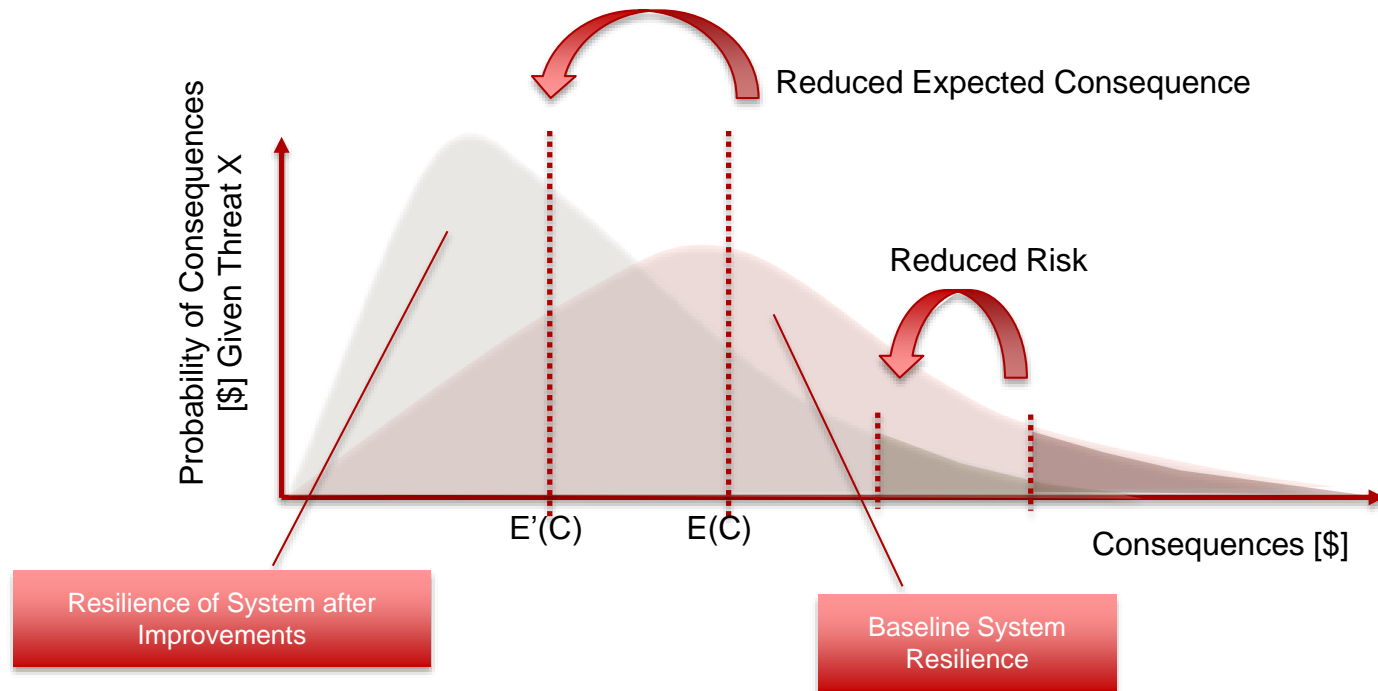 Reduced Expected Consequence
Probability of Consequences
[$] Given Threat X
Reduced Risk
E’(C)
E(C)
Consequences [$]
Resilience of System after
Improvements
Baseline System
Resilience